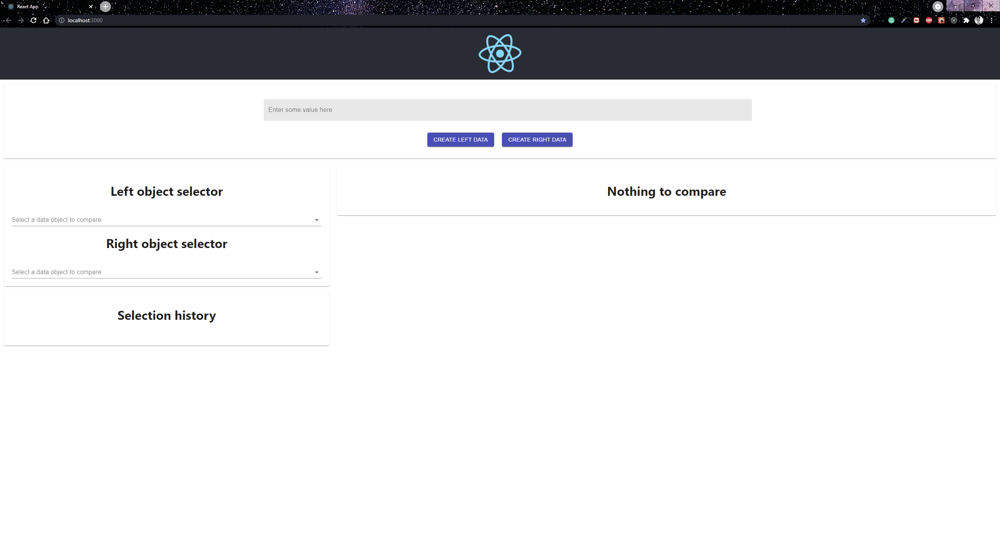 React App
localhost:3000
ABP
Enter some value here
CREATE LEFT DATA CREATE RIGHT DATA
Left object selector
Select a data object to compare
Right object selector
Select a data object to compare
Selection history
Nothing to compare